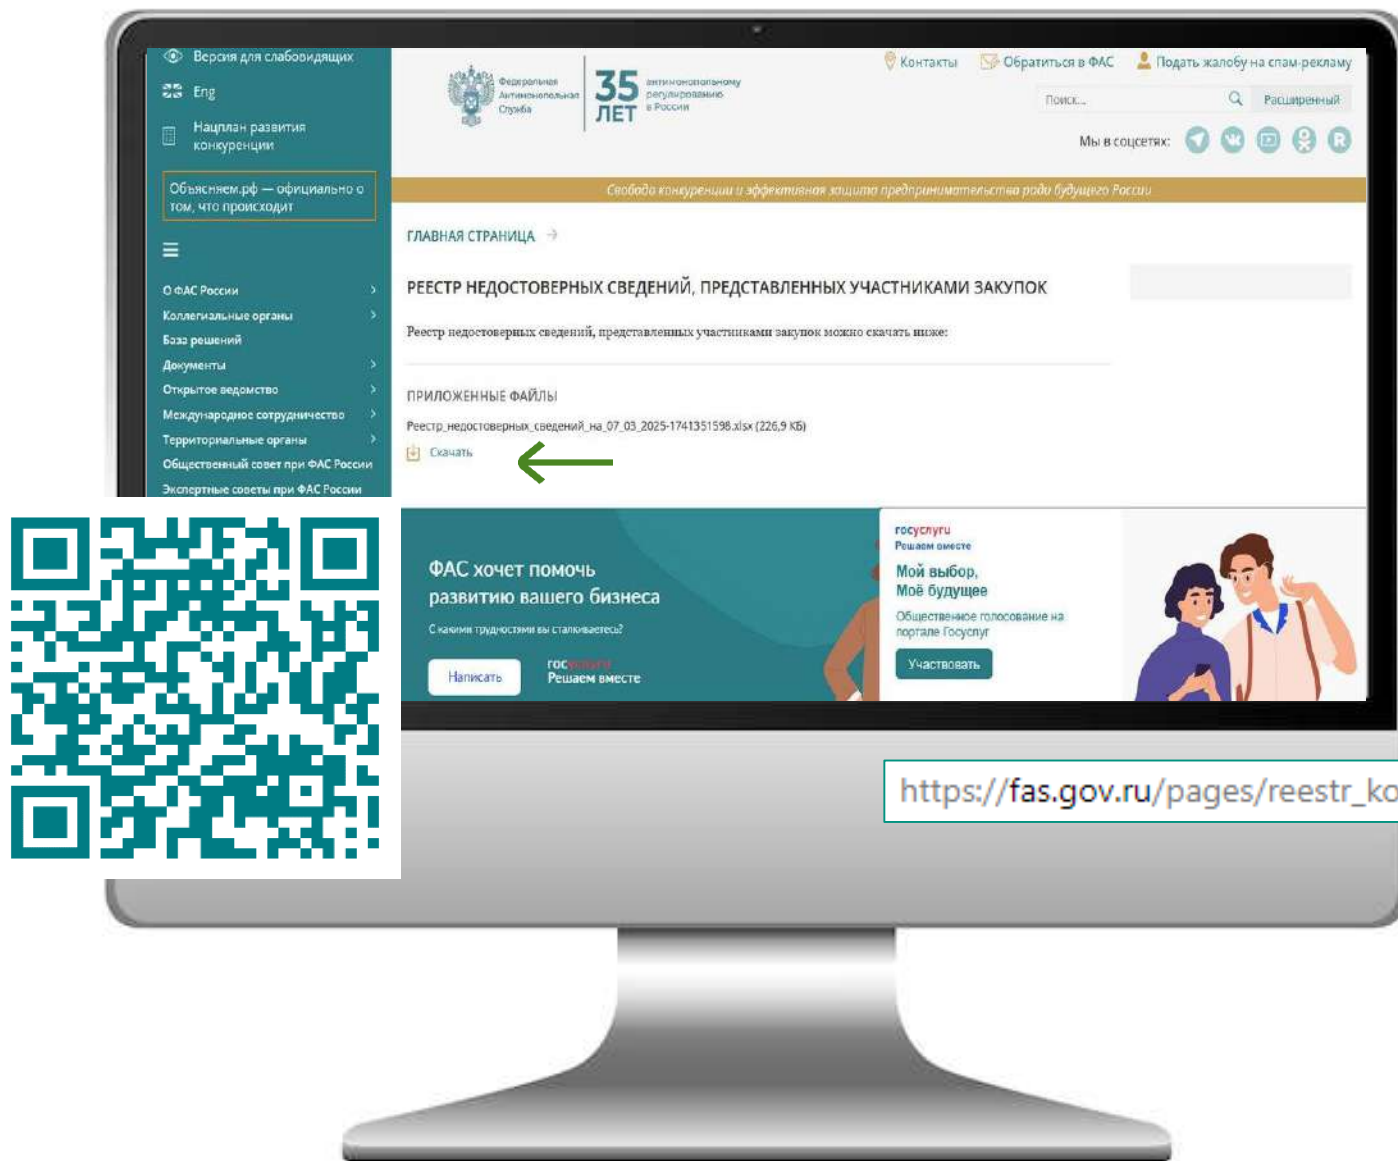 Версия для слабовидящих
Eng
Нацплан развития
конкуренции
Объясняем.рф — официально о
том, что происходит
О ФАС России
Коллегиальные органы
База решений
Документы
Открытое ведомство
Международное сотрудничество
Территориальные органы
Общественный совет при ФАС России
Экспертные советы при ФАС России
Федеральная
Антимонопольная
Служба
35
ЛЕТ
антимонопольному
регулированию
в России
Контакты
Обратиться в ФАС
Подать жалобу на спам-рекламу
Поиск...
Расширенный
Мы в соцсетях:
Свобода конкуренции и эффективная защита предпринимательства ради будущего России
ГЛАВНАЯ СТРАНИЦА
РЕЕСТР НЕДОСТОВЕРНЫХ СВЕДЕНИЙ, ПРЕДСТАВЛЕННЫХ УЧАСТНИКАМИ ЗАКУПОК
Реестр недостоверных сведений, представленных участниками закупок можно скачать ниже:
ПРИЛОЖЕННЫЕ ФАЙЛЫ
Реестр_недостоверных_сведений_на_07_03_2025-1741351598.xlsx (226,9 КБ)
Скачать
ФАС хочет помочь
развитию вашего бизнеса
С какими трудностями вы сталкиваетесь?
Написать
госуслуги
Решаем вместе
госуслуги
Решаем вместе
Мой выбор,
Моё будущее
Общественное голосование на
портале Госуслуг
Участвовать
https://fas.gov.ru/pages/reestr_ko